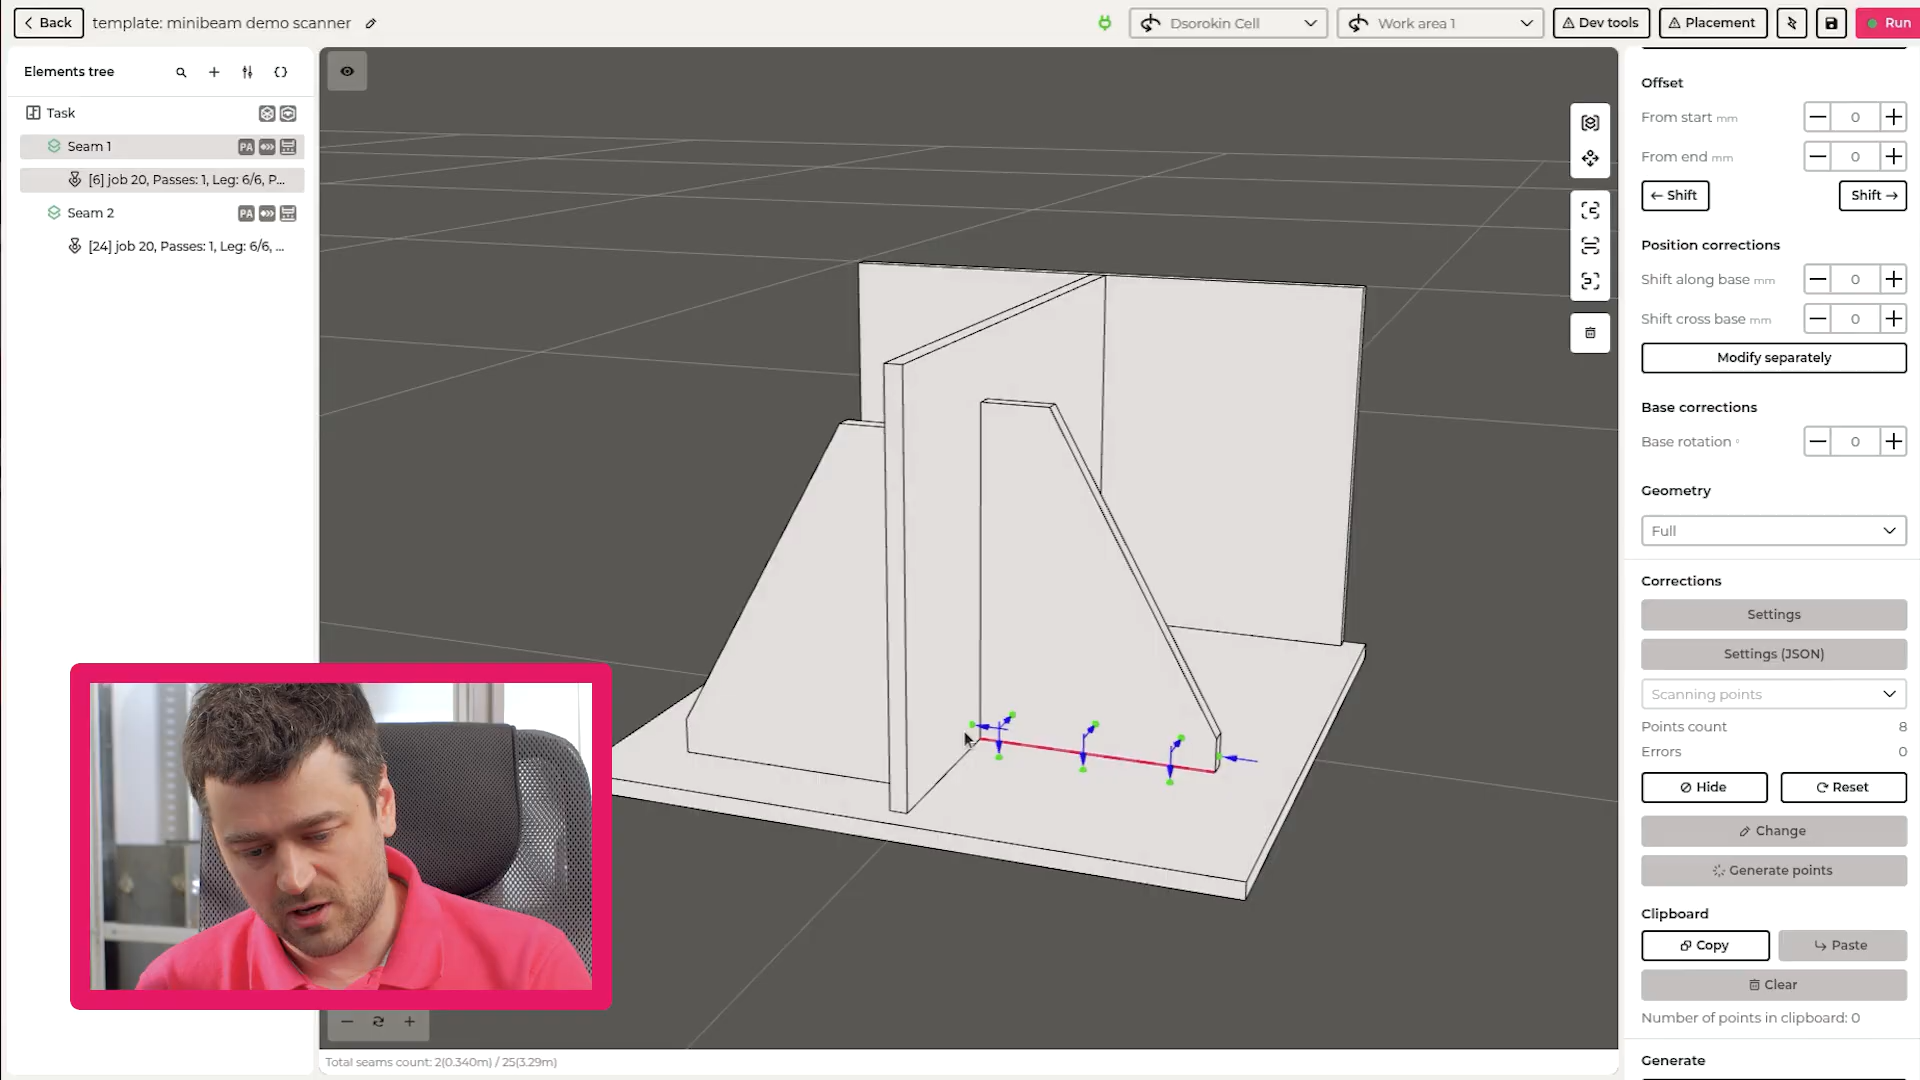 Back
template: minibeam demo scanner
Dsorokin Cell
Work area 1
Dev tools
Placement
Run
Elements tree
Task
Seam 1
PA
[6] job 20, Passes: 1, Leg: 6/6, P...
Seam 2
PA
[24] job 20, Passes: 1, Leg: 6/6, ...
Offset
From start mm
0
From end mm
0
← Shift
Shift →
Position corrections
Shift along base mm
0
Shift cross base mm
0
Modify separately
Base corrections
Base rotation °
0
Geometry
Full
Corrections
Settings
Settings (JSON)
Scanning points
Points count 8
Errors 0
Hide
Reset
Change
Generate points
Clipboard
Copy
Paste
Clear
Number of points in clipboard: 0
Generate
Total seams count: 2(0.340m) / 25(3.29m)